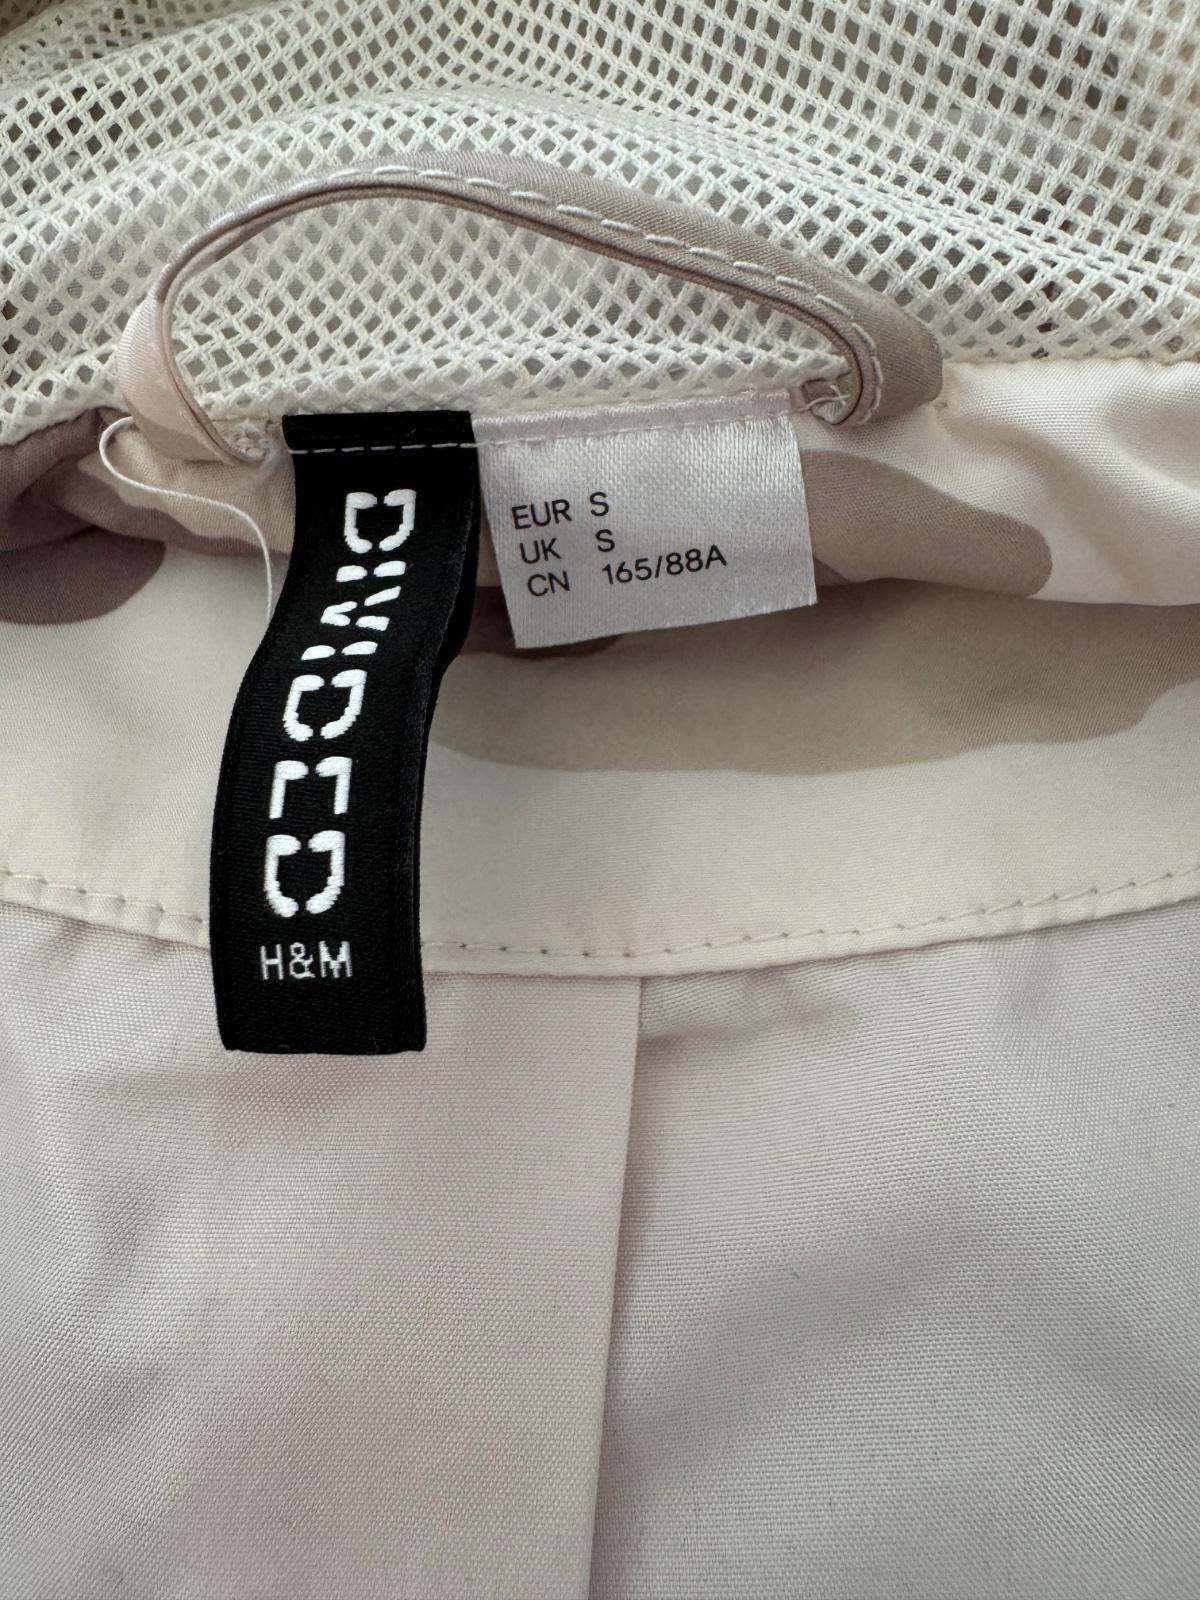 DIVIDED
H&M
EUR S
UK S
CN 165/88A